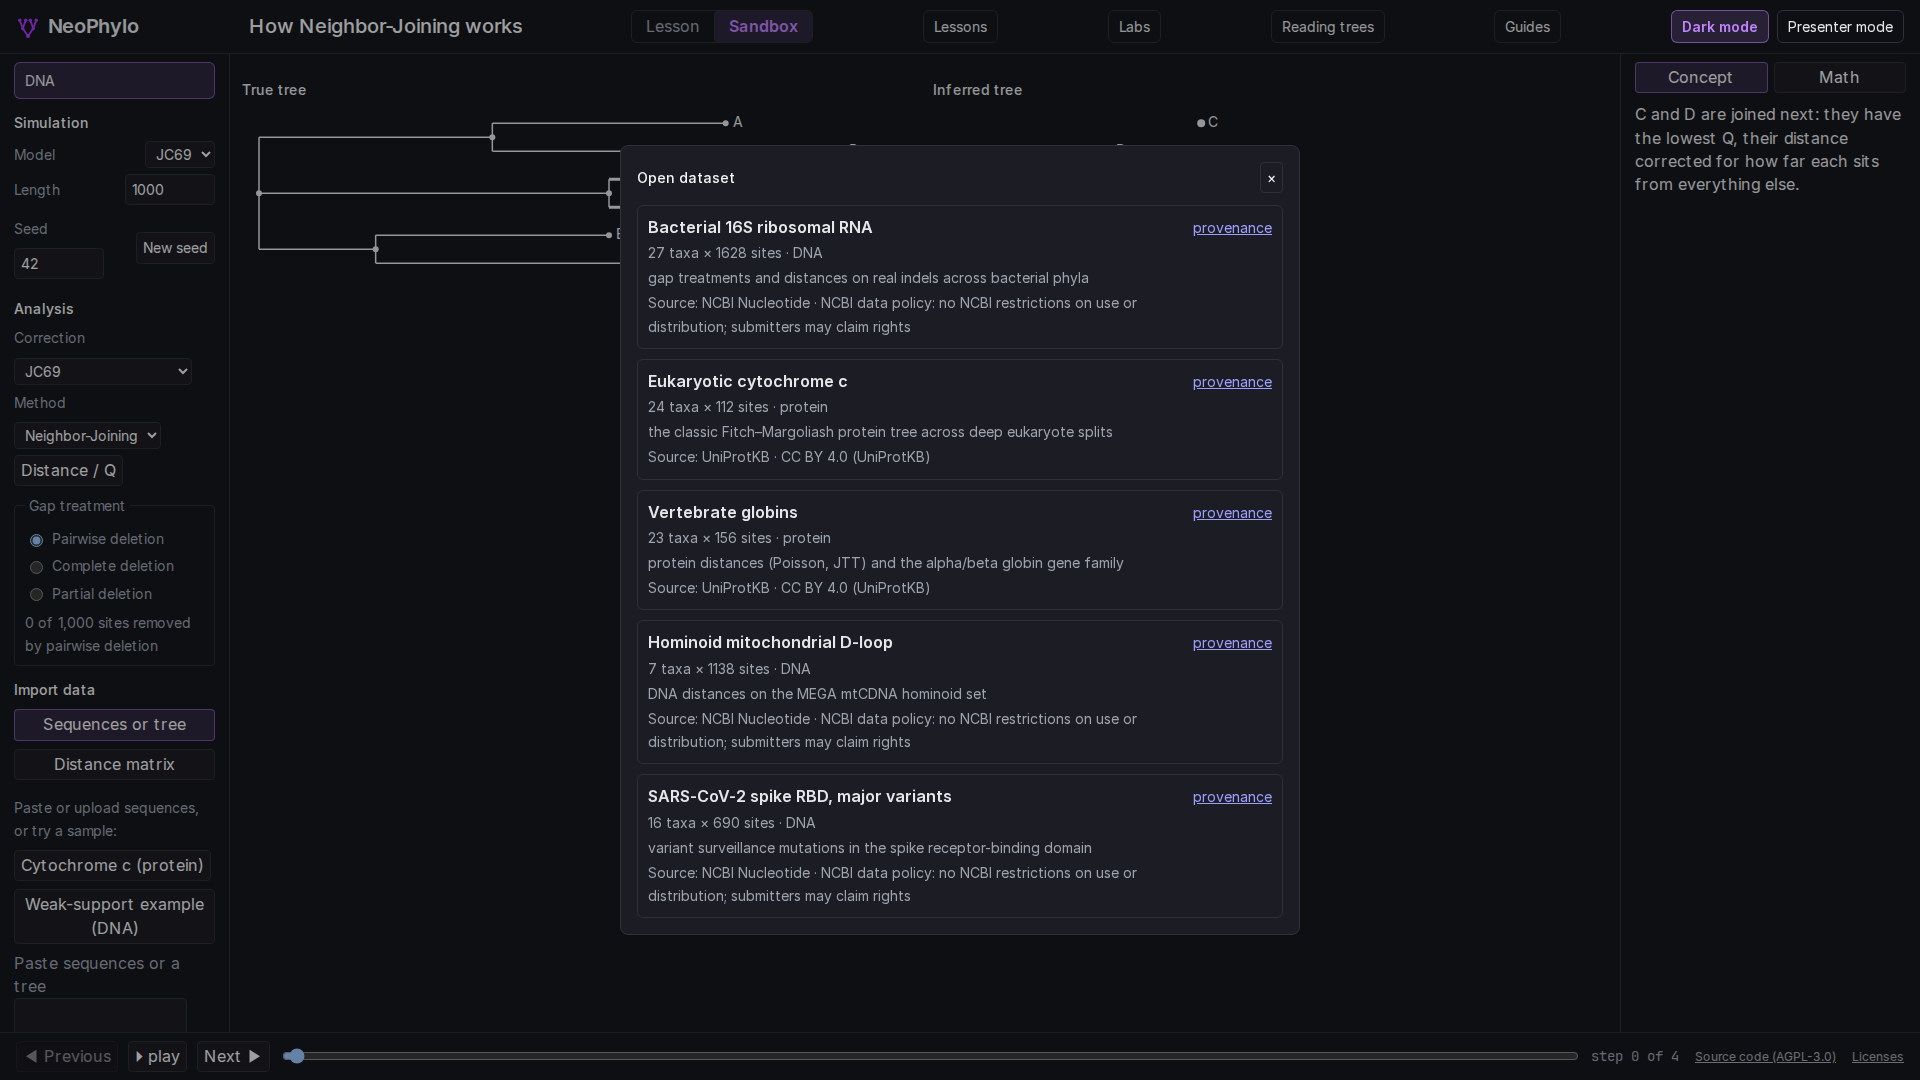 NeoPhylo
How Neighbor-Joining works
Lesson
Sandbox
Lessons
Labs
Reading trees
Guides
Dark mode
Presenter mode
DNA
Simulation
Model
JC69
Length
1000
Seed
42
New seed
Analysis
Correction
JC69
Method
Neighbor-Joining
Distance / Q
Gap treatment
Pairwise deletion
Complete deletion
Partial deletion
0 of 1,000 sites removed
by pairwise deletion
Import data
Sequences or tree
Distance matrix
Paste or upload sequences,
or try a sample:
Cytochrome c (protein)
Weak-support example
(DNA)
Paste sequences or a
tree
True tree
A
Inferred tree
C
Open dataset
×
Bacterial 16S ribosomal RNA
provenance
27 taxa × 1628 sites · DNA
gap treatments and distances on real indels across bacterial phyla
Source: NCBI Nucleotide · NCBI data policy: no NCBI restrictions on use or
distribution; submitters may claim rights
Eukaryotic cytochrome c
provenance
24 taxa × 112 sites · protein
the classic Fitch–Margoliash protein tree across deep eukaryote splits
Source: UniProtKB · CC BY 4.0 (UniProtKB)
Vertebrate globins
provenance
23 taxa × 156 sites · protein
protein distances (Poisson, JTT) and the alpha/beta globin gene family
Source: UniProtKB · CC BY 4.0 (UniProtKB)
Hominoid mitochondrial D-loop
provenance
7 taxa × 1138 sites · DNA
DNA distances on the MEGA mtCDNA hominoid set
Source: NCBI Nucleotide · NCBI data policy: no NCBI restrictions on use or
distribution; submitters may claim rights
SARS-CoV-2 spike RBD, major variants
provenance
16 taxa × 690 sites · DNA
variant surveillance mutations in the spike receptor-binding domain
Source: NCBI Nucleotide · NCBI data policy: no NCBI restrictions on use or
distribution; submitters may claim rights
Concept
Math
C and D are joined next: they have
the lowest Q, their distance
corrected for how far each sits
from everything else.
◀ Previous
play
Next ▶
step 0 of 4
Source code (AGPL-3.0)
Licenses